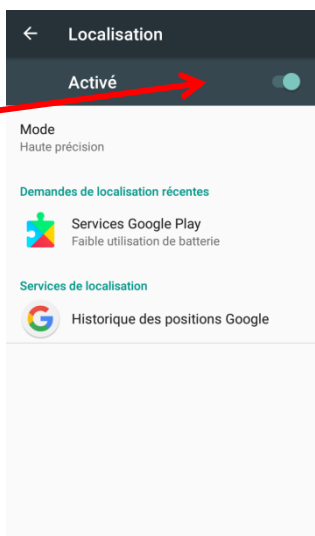 Localisation
Activé
Mode
Haute précision
Demandes de localisation récentes
Services Google Play
Faible utilisation de batterie
Services de localisation
Historique des positions Google